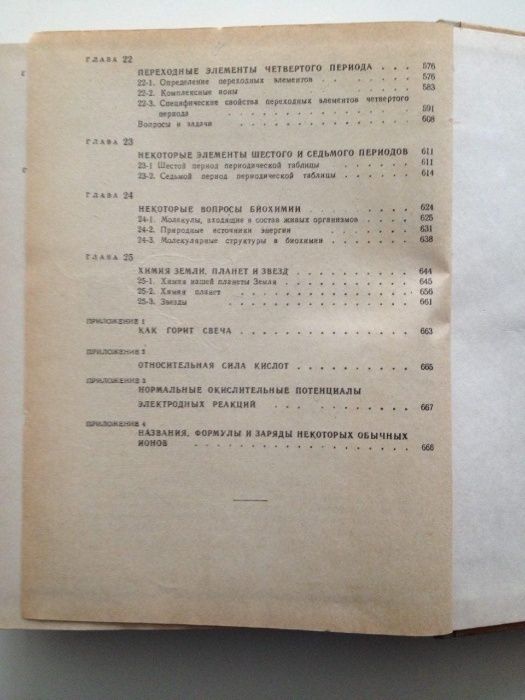 ГЛАВА 22
ПЕРЕХОДНЫЕ ЭЛЕМЕНТЫ ЧЕТВЕРТОГО ПЕРИОДА . . . 576
22-1. Определение переходных элементов . . . . . . 576
22-2. Комплексные ионы . . . . . . . . . 583
22-3. Специфические свойства переходных элементов четвертого
периода . . . . . . . . . . . . 591
Вопросы и задачи . . . . . . . . . . . 608
ГЛАВА 23
НЕКОТОРЫЕ ЭЛЕМЕНТЫ ШЕСТОГО И СЕДЬМОГО ПЕРИОДОВ 611
23-1 Шестой период периодической таблицы . . . . . 611
23-2. Седьмой период периодической таблицы . . . . . 614
ГЛАВА 24
НЕКОТОРЫЕ ВОПРОСЫ БИОХИМИИ . . . . . . . 624
24-1. Молекулы, входящие в состав живых организмов . . . 625
24-2. Природные источники энергии . . . . . . . 631
24-3. Молекулярные структуры в биохимии . . . . . 638
ГЛАВА 25
ХИМИЯ ЗЕМЛИ, ПЛАНЕТ И ЗВЕЗД . . . . . . . 644
25-1. Химия нашей планеты Земля . . . . . . . 645
25-2. Химия планет . . . . . . . . . . 656
25-3. Звезды . . . . . . . . . . . . 661
ПРИЛОЖЕНИЕ 1
КАК ГОРИТ СВЕЧА . . . . . . . . . . . 663
ПРИЛОЖЕНИЕ 2
ОТНОСИТЕЛЬНАЯ СИЛА КИСЛОТ . . . . . . . 665
ПРИЛОЖЕНИЕ 3
НОРМАЛЬНЫЕ ОКИСЛИТЕЛЬНЫЕ ПОТЕНЦИАЛЫ
ЭЛЕКТРОДНЫХ РЕАКЦИЙ . . . . . . . . . 667
ПРИЛОЖЕНИЕ 4
НАЗВАНИЯ, ФОРМУЛЫ И ЗАРЯДЫ НЕКОТОРЫХ ОБЫЧНЫХ
ИОНОВ . . . . . . . . . . . . . . 668